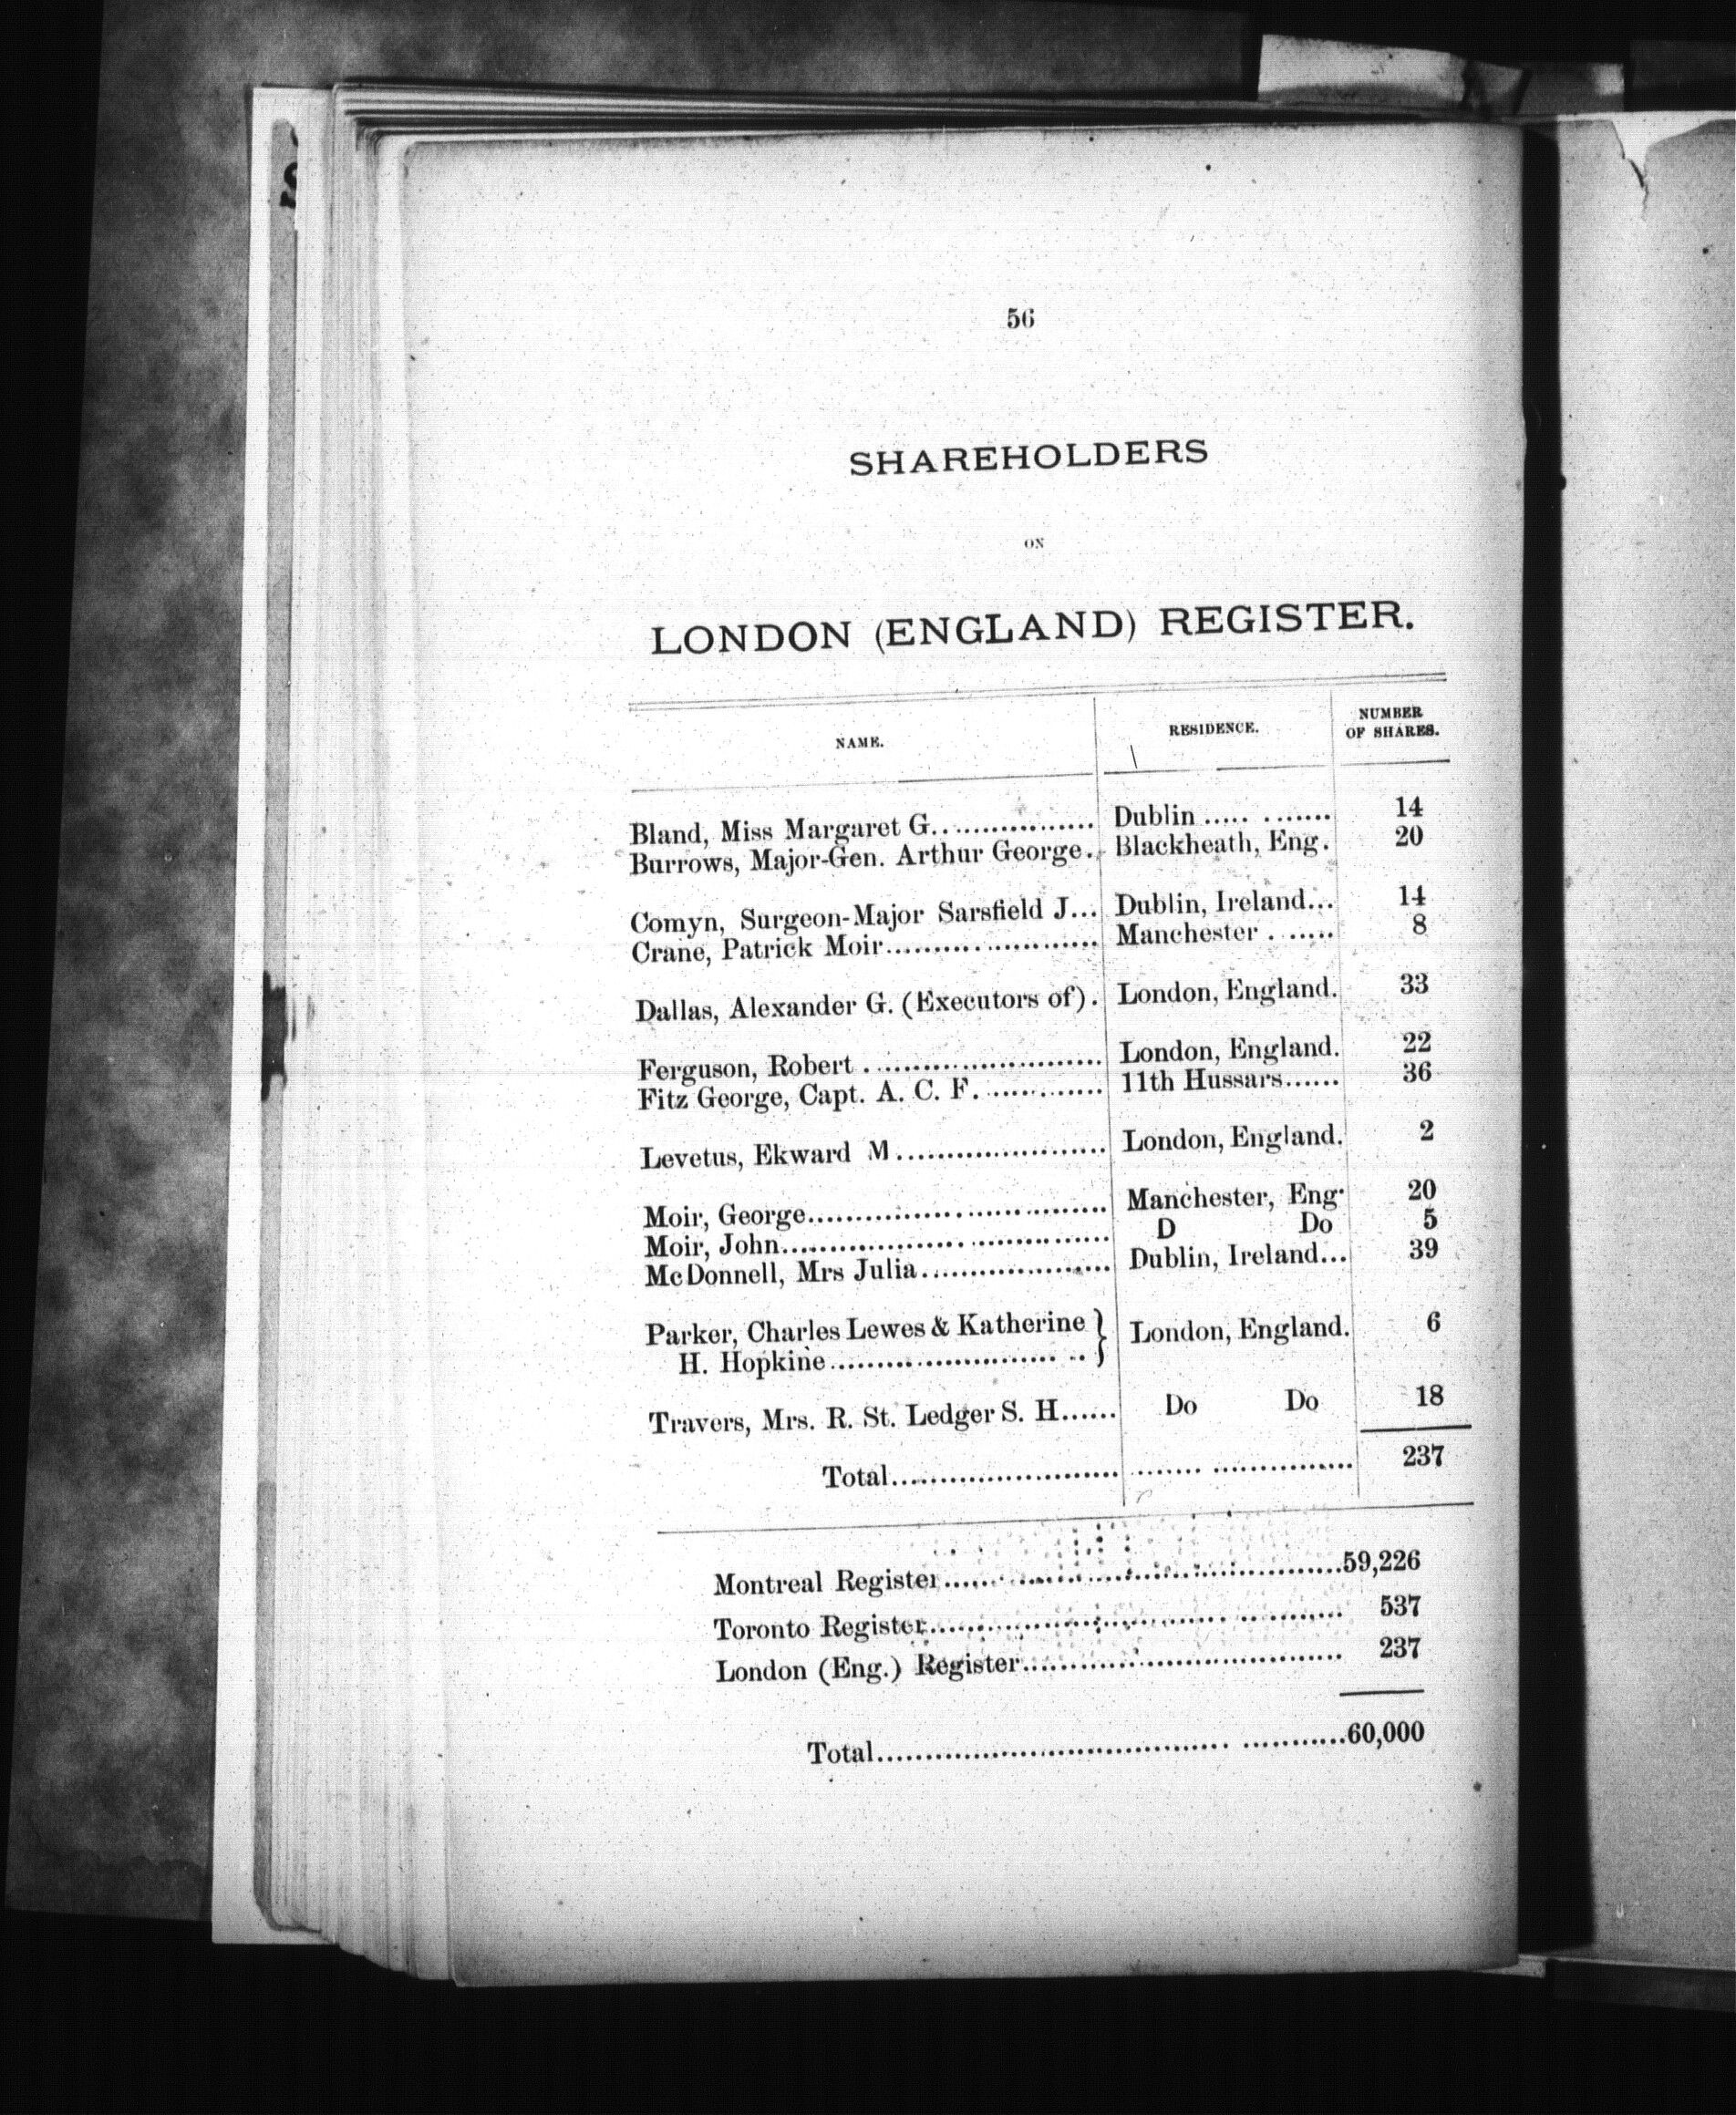 56
SHAREHOLDERS
ON
LONDON (ENGLAND) REGISTER.
NAME. RESIDENCE. NUMBER OF SHARES.
Bland, Miss Margaret G. Dublin 14
Burrows, Major-Gen. Arthur George. Blackheath, Eng. 20
Comyn, Surgeon-Major Sarsfield J... Dublin, Ireland... 14
Crane, Patrick Moir Manchester 8
Dallas, Alexander G. (Executors of). London, England. 33
Ferguson, Robert London, England. 22
Fitz George, Capt. A. C. F. 11th Hussars 36
Levetus, Ekward M London, England. 2
Moir, George Manchester, Eng. 20
Moir, John D Do 5
McDonnell, Mrs Julia Dublin, Ireland... 39
Parker, Charles Lewes & Katherine } London, England. 6
H. Hopkine
Travers, Mrs. R. St. Ledger S. H. Do Do 18
Total 237
Montreal Register 59,226
Toronto Register 537
London (Eng.) Register 237
Total 60,000